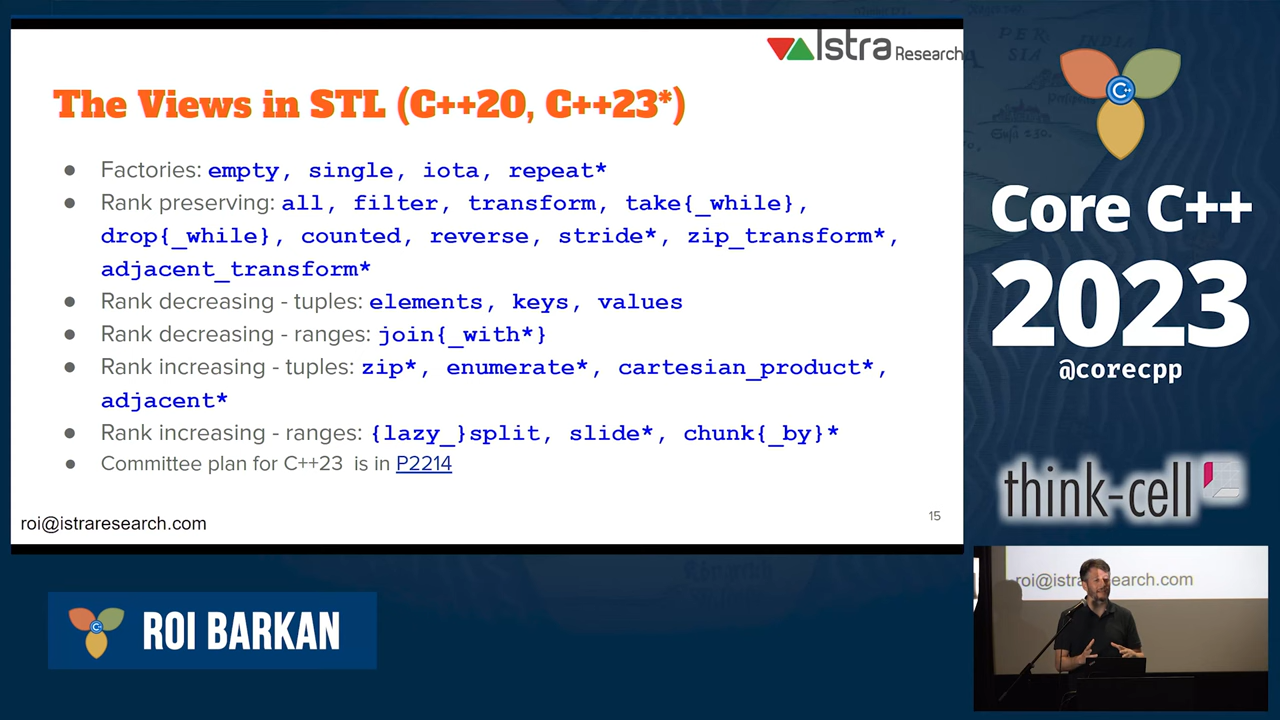 Istra Research
The Views in STL (C++20, C++23*)
● Factories: empty, single, iota, repeat*
● Rank preserving: all, filter, transform, take{_while},
drop{_while}, counted, reverse, stride*, zip_transform*,
adjacent_transform*
● Rank decreasing - tuples: elements, keys, values
● Rank decreasing - ranges: join{_with*}
● Rank increasing - tuples: zip*, enumerate*, cartesian_product*,
adjacent*
● Rank increasing - ranges: {lazy_}split, slide*, chunk{_by}*
● Committee plan for C++23 is in P2214
roi@istraresearch.com
15
PERSIA
INDIA
C++
Core C++
2023
@corecpp
think-cell
roi@istraresearch.com
C++
ROI BARKAN